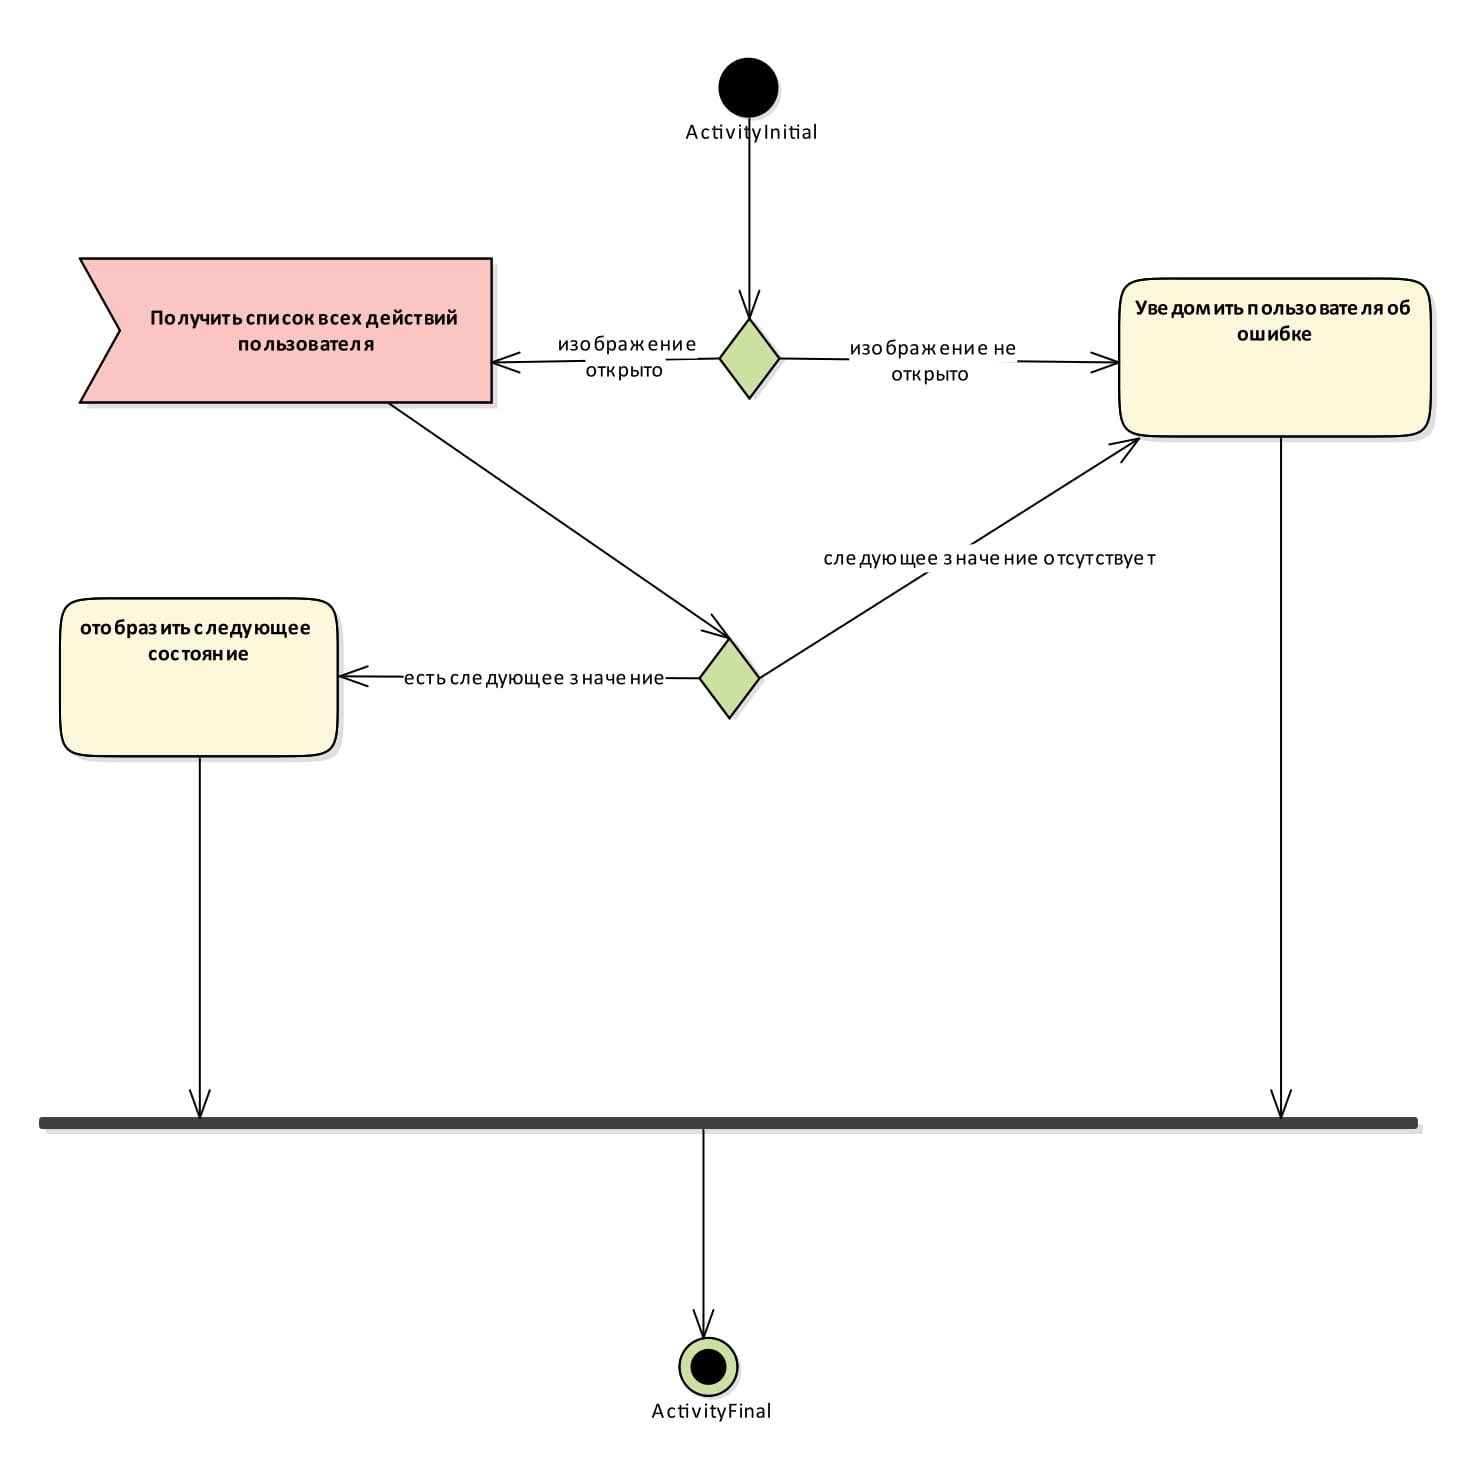 ActivityInitial
Получить список всех действий
пользователя
изображение
открыто
изображение не
открыто
Уведомить пользователя об
ошибке
следующее значение отсутствует
отобразить следующее
состояние
есть следующее значение
ActivityFinal